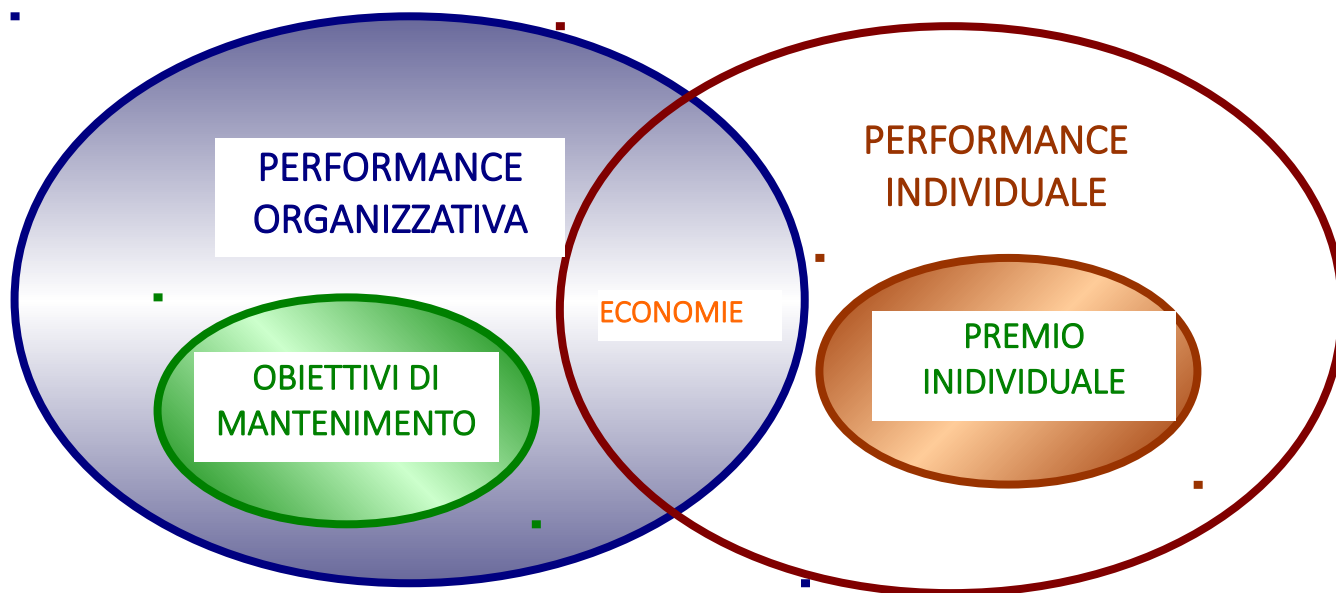 PERFORMANCE
ORGANIZZATIVA
PERFORMANCE
INDIVIDUALE
ECONOMIE
OBIETTIVI DI
MANTENIMENTO
PREMIO
INIDIVIDUALE